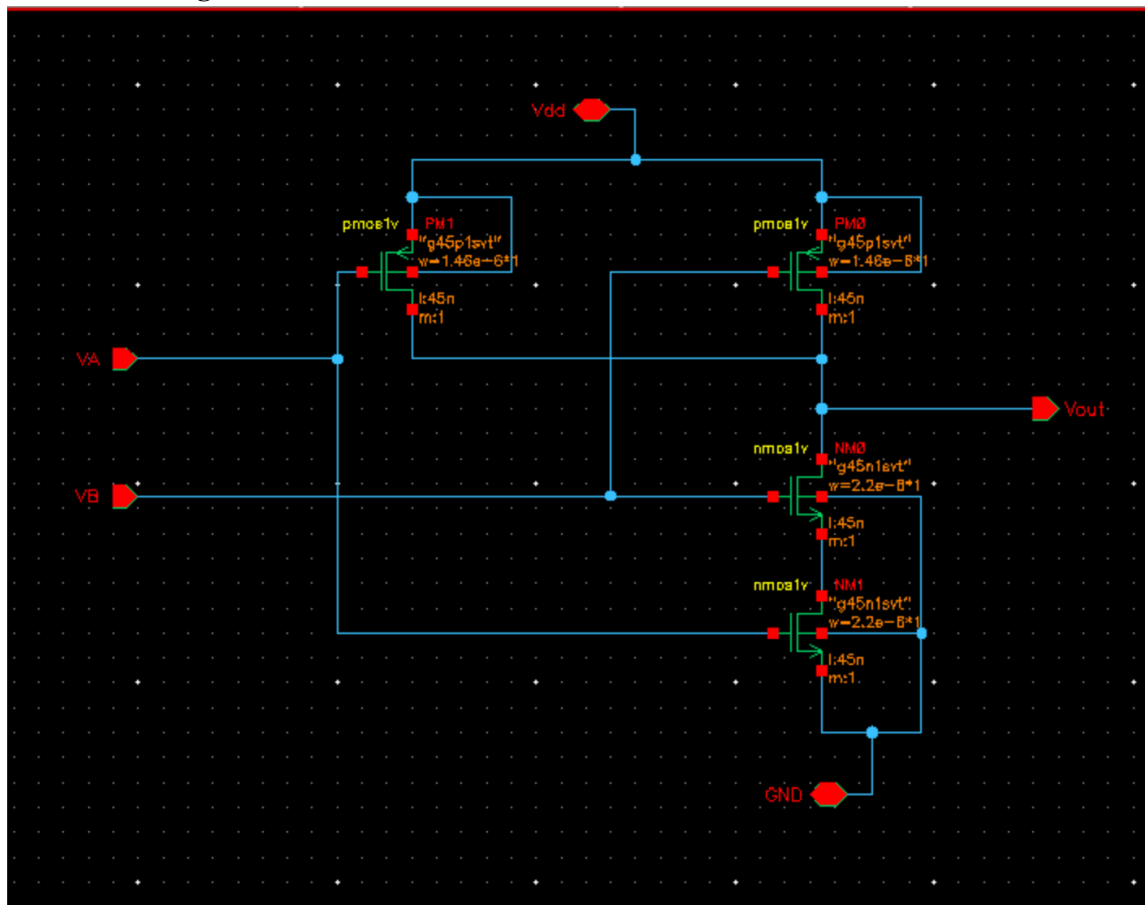 Vdd
pmos1v PM1
"g45p1svt"
w=1.46e-6*1
l:45n
m:1
pmos1v PM0
"g45p1svt"
w=1.46e-6*1
l:45n
m:1
VA
Vout
nmos1v NM0
"g45n1svt"
w=2.2e-6*1
l:45n
m:1
VB
nmos1v NM1
"g45n1svt"
w=2.2e-6*1
l:45n
m:1
GND